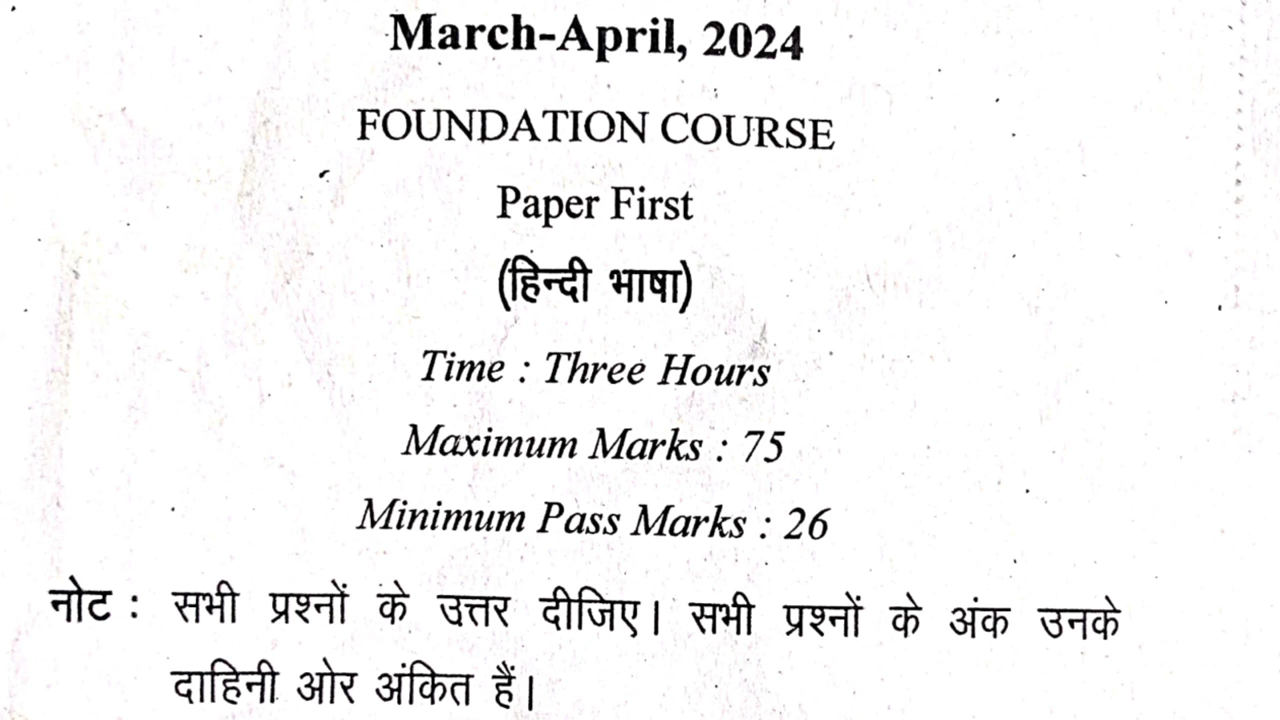 March-April, 2024
FOUNDATION COURSE
Paper First
(हिन्दी भाषा)
Time : Three Hours
Maximum Marks : 75
Minimum Pass Marks : 26
नोट : सभी प्रश्नों के उत्तर दीजिए। सभी प्रश्नों के अंक उनके
दाहिनी ओर अंकित हैं।